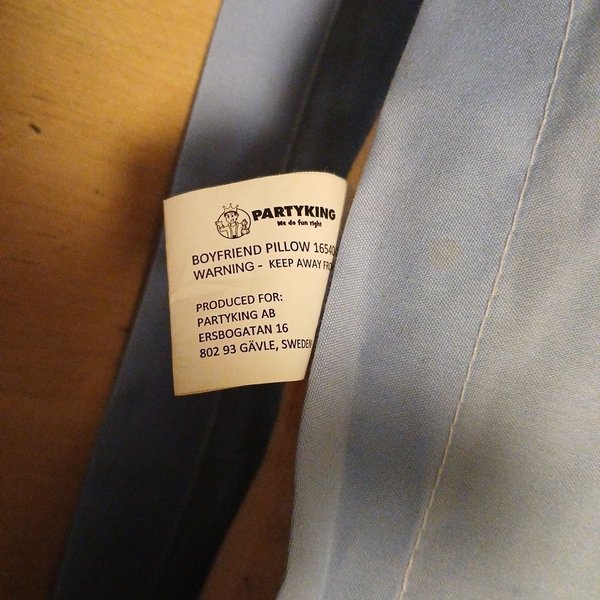 PARTYKING
We do fun right
BOYFRIEND PILLOW 16540
WARNING - KEEP AWAY
PRODUCED FOR:
PARTYKING AB
ERSBOGATAN 16
802 93 GÄVLE, SWEDEN